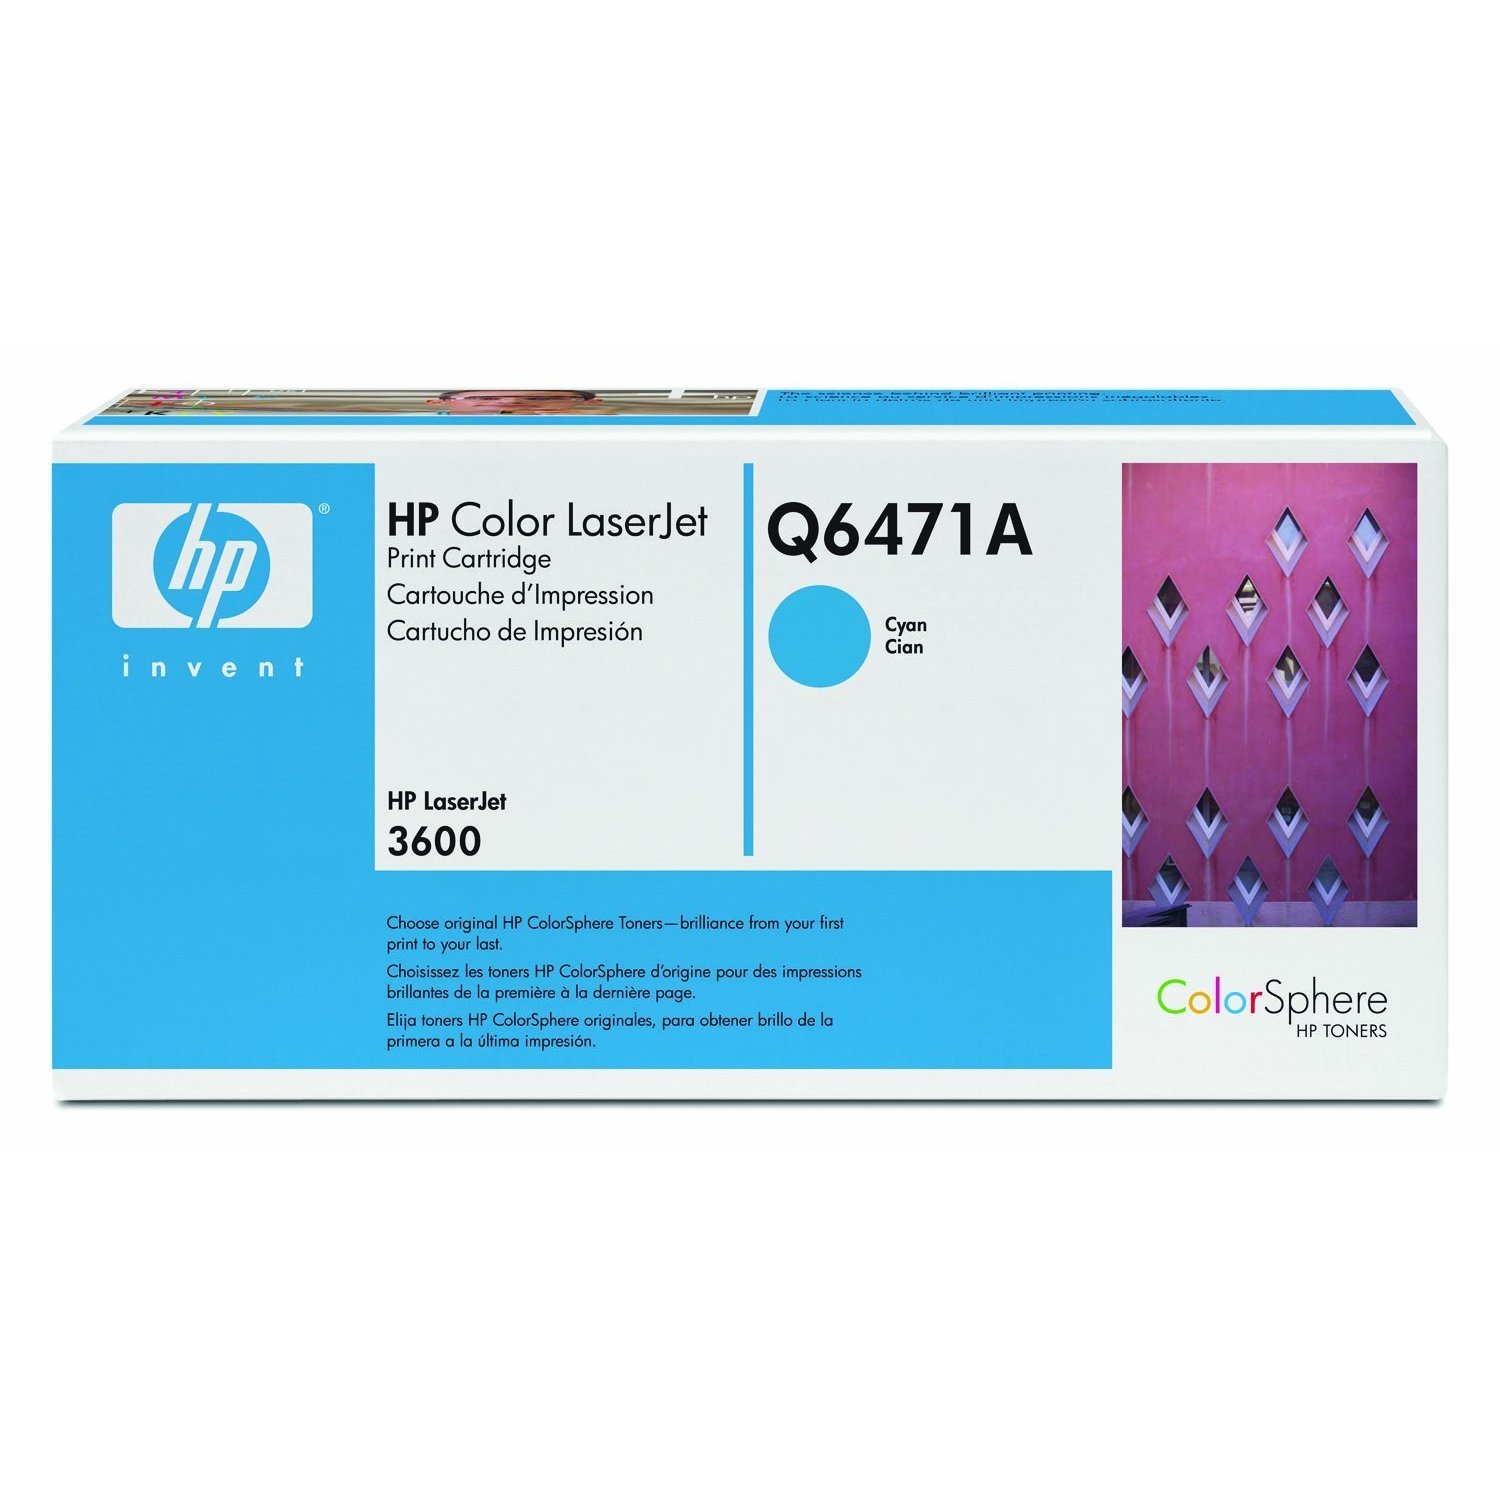 hp
HP Color LaserJet
Print Cartridge
Cartouche d'Impression
Cartucho de Impresión
HP LaserJet
3600
Q6471A
Cyan
Cian
hp®
invent
Choose original HP ColorSphere Toners—brilliance from your first
print to your last.
Choisissez les toners HP ColorSphere d'origine pour des impressions
brillantes de la première à la dernière page.
Elija toners HP ColorSphere originales, para obtener brillo de la
primera a la última impresión.
ColorSphere
HP TONERS